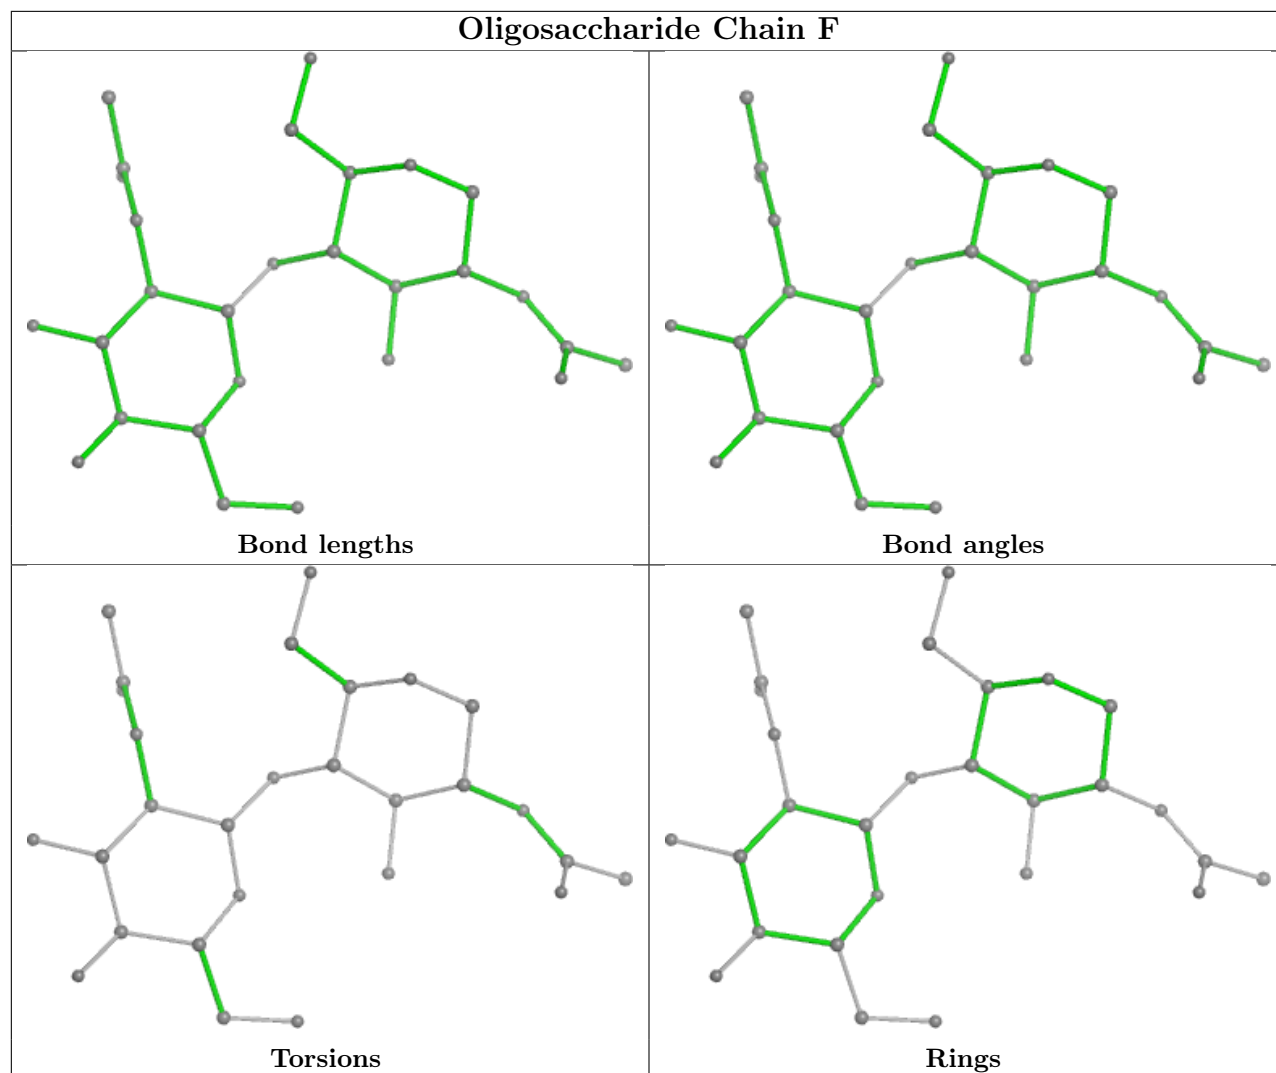 Oligosaccharide Chain F
Bond lengths
Bond angles
Torsions
Rings